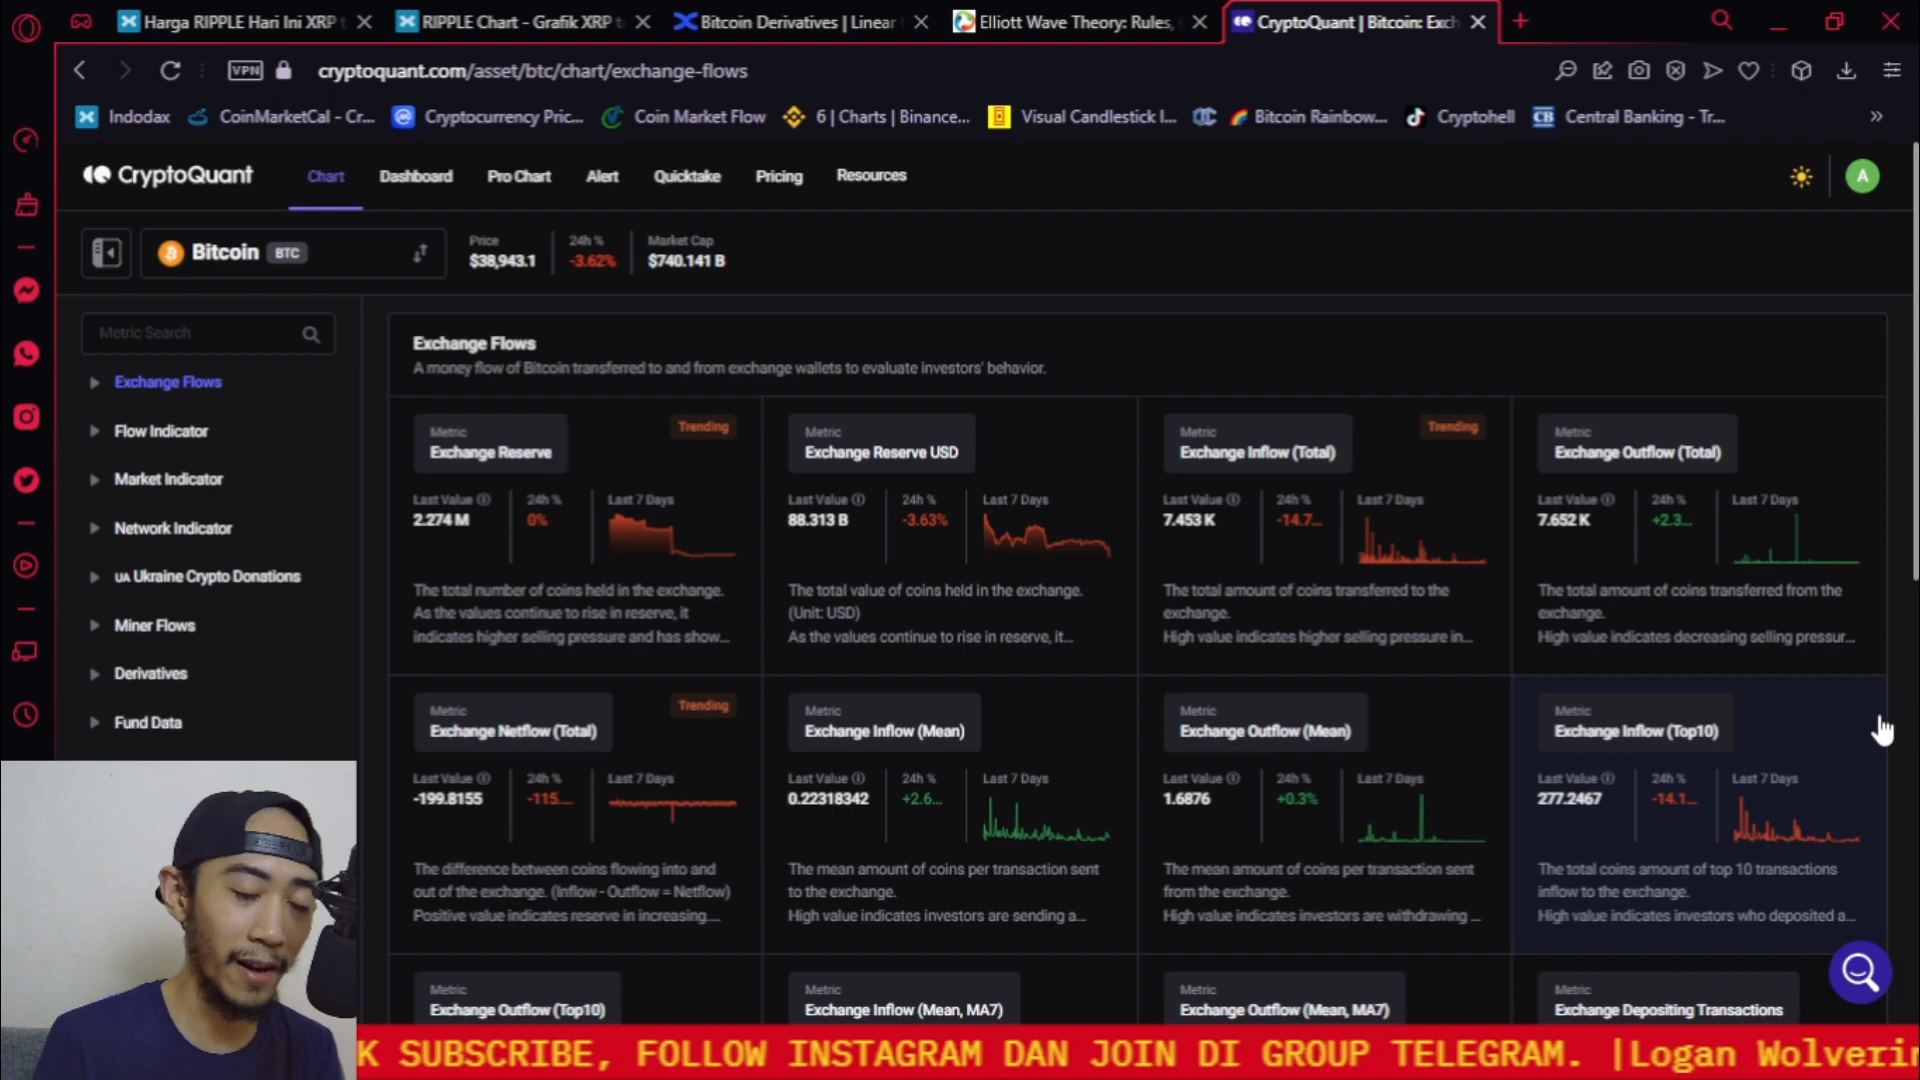 Harga RIPPLE Hari Ini XRP t
RIPPLE Chart - Grafik XRP t
Bitcoin Derivatives | Linear
Elliott Wave Theory: Rules,
CryptoQuant | Bitcoin: Exch
VPN
cryptoquant.com/asset/btc/chart/exchange-flows
Indodax
CoinMarketCal - Cr...
Cryptocurrency Pric...
Coin Market Flow
6 | Charts | Binance...
Visual Candlestick I...
Bitcoin Rainbow...
Cryptohell
CB
Central Banking - Tr...
CryptoQuant
Chart
Dashboard
Pro Chart
Alert
Quicktake
Pricing
Resources
A
Bitcoin BTC
Price
$38,943.1
24h %
-3.62%
Market Cap
$740.141 B
Metric Search
Exchange Flows
Flow Indicator
Market Indicator
Network Indicator
UA Ukraine Crypto Donations
Miner Flows
Derivatives
Fund Data
Exchange Flows
A money flow of Bitcoin transferred to and from exchange wallets to evaluate investors' behavior.
Metric
Exchange Reserve
Trending
Last Value
2.274 M
24h %
0%
Last 7 Days
The total number of coins held in the exchange.
As the values continue to rise in reserve, it
indicates higher selling pressure and has show...
Metric
Exchange Reserve USD
Last Value
88.313 B
24h %
-3.63%
Last 7 Days
The total value of coins held in the exchange.
(Unit: USD)
As the values continue to rise in reserve, it...
Metric
Exchange Inflow (Total)
Trending
Last Value
7.453 K
24h %
-14.7...
Last 7 Days
The total amount of coins transferred to the
exchange.
High value indicates higher selling pressure in...
Metric
Exchange Outflow (Total)
Last Value
7.652 K
24h %
+2.3...
Last 7 Days
The total amount of coins transferred from the
exchange.
High value indicates decreasing selling pressur...
Metric
Exchange Netflow (Total)
Trending
Last Value
-199.8155
24h %
-115....
Last 7 Days
The difference between coins flowing into and
out of the exchange. (Inflow - Outflow = Netflow)
Positive value indicates reserve in increasing....
Metric
Exchange Inflow (Mean)
Last Value
0.22318342
24h %
+2.6...
Last 7 Days
The mean amount of coins per transaction sent
to the exchange.
High value indicates investors are sending a...
Metric
Exchange Outflow (Mean)
Last Value
1.6876
24h %
+0.3%
Last 7 Days
The mean amount of coins per transaction sent
from the exchange.
High value indicates investors are withdrawing ...
Metric
Exchange Inflow (Top10)
Last Value
277.2467
24h %
-14.1...
Last 7 Days
The total coins amount of top 10 transactions
inflow to the exchange.
High value indicates investors who deposited a...
Metric
Exchange Outflow (Top10)
Metric
Exchange Inflow (Mean, MA7)
Metric
Exchange Outflow (Mean, MA7)
Metric
Exchange Depositing Transactions
K SUBSCRIBE, FOLLOW INSTAGRAM DAN JOIN DI GROUP TELEGRAM. |Logan Wolverin